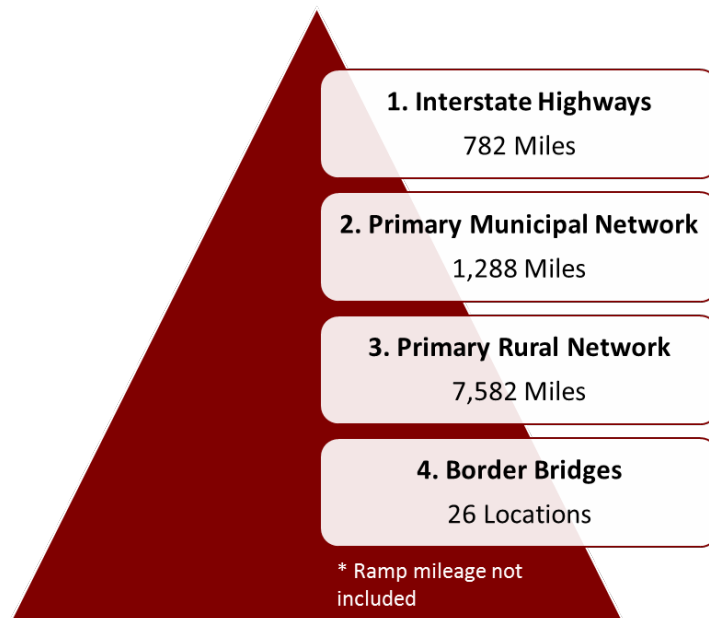 1. Interstate Highways
782 Miles
2. Primary Municipal Network
1,288 Miles
3. Primary Rural Network
7,582 Miles
4. Border Bridges
26 Locations
* Ramp mileage not
included